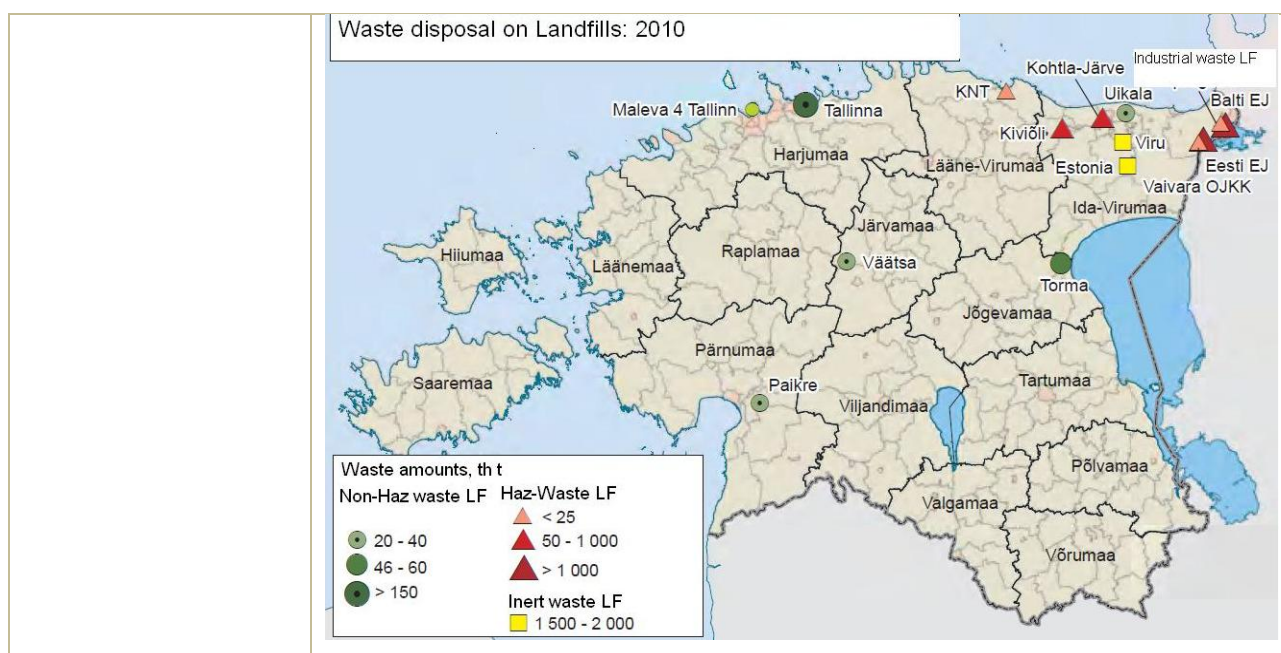 Waste disposal on Landfills: 2010
Industrial waste LF
Kohtla-Järve
KNT
Uikala
Balti EJ
Maleva 4 Tallinn
Tallinna
Kiviõli
Viru
Harjumaa
Lääne-Virumaa
Estonia
Eesti EJ
Vaivara OJKK
Ida-Virumaa
Järvamaa
Hiiumaa
Läänemaa
Raplamaa
Väätsa
Torma
Jõgevamaa
Pärnumaa
Saaremaa
Paikre
Viljandimaa
Tartumaa
Põlvamaa
Valgamaa
Võrumaa
Waste amounts, th t
Non-Haz waste LF
20 - 40
46 - 60
> 150
Haz-Waste LF
< 25
50 - 1 000
> 1 000
Inert waste LF
1 500 - 2 000